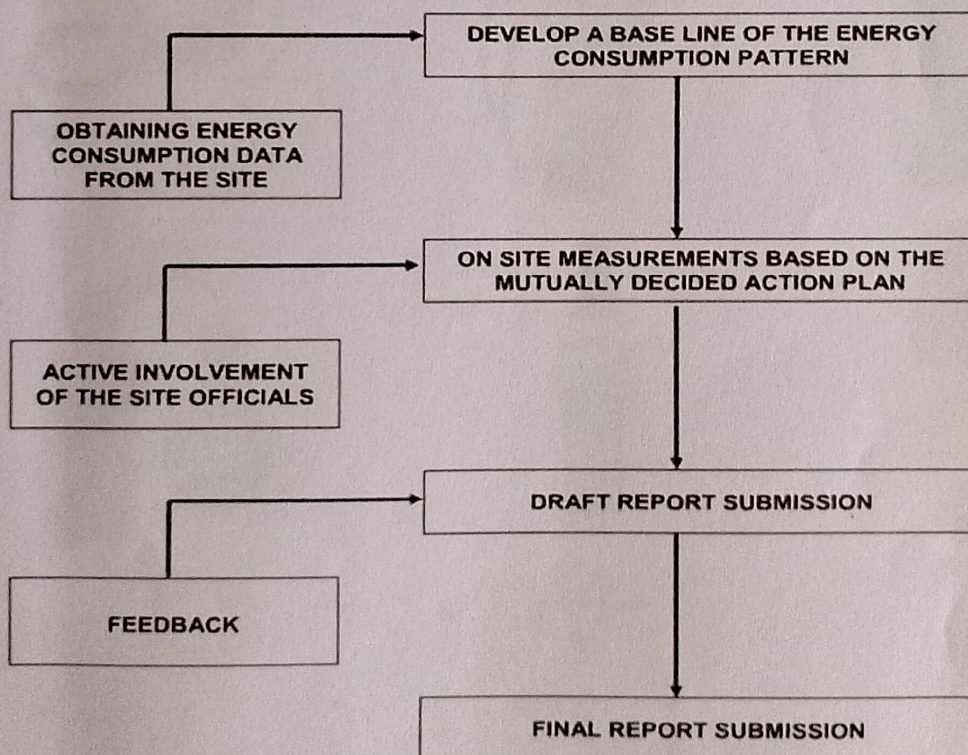 DEVELOP A BASE LINE OF THE ENERGY
CONSUMPTION PATTERN
OBTAINING ENERGY
CONSUMPTION DATA
FROM THE SITE
ON SITE MEASUREMENTS BASED ON THE
MUTUALLY DECIDED ACTION PLAN
ACTIVE INVOLVEMENT
OF THE SITE OFFICIALS
DRAFT REPORT SUBMISSION
FEEDBACK
FINAL REPORT SUBMISSION